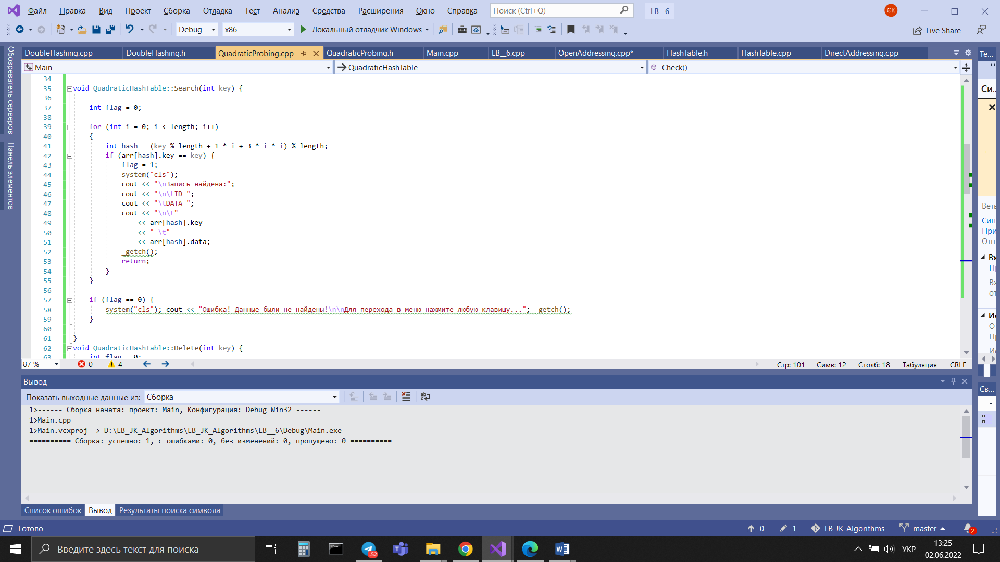 Файл Правка Вид Проект Сборка Отладка Тест Анализ Средства Расширения Окно Справка Поиск (Ctrl+Q) LB__6 ЄК
Debug x86 Локальный отладчик Windows Live Share
DoubleHashing.cpp DoubleHashing.h QuadraticProbing.cpp QuadraticProbing.h Main.cpp LB__6.cpp OpenAddressing.cpp* HashTable.h HashTable.cpp DirectAddressing.cpp Те...
Обозреватель серверов
Панель элементов
Main QuadraticHashTable Check()
34
35 void QuadraticHashTable::Search(int key) {
36
37 int flag = 0;
38
39 for (int i = 0; i < length; i++)
40 {
41 int hash = (key % length + 1 * i + 3 * i * i) % length;
42 if (arr[hash].key == key) {
43 flag = 1;
44 system("cls");
45 cout << "\nЗапись найдена:";
46 cout << "\n\tID ";
47 cout << "\tDATA ";
48 cout << "\n\t"
49 << arr[hash].key
50 << " \t"
51 << arr[hash].data;
52 _getch();
53 return;
54 }
55 }
56
57 if (flag == 0) {
58 system("cls"); cout << "Ошибка! Данные были не найдены!\n\nДля перехода в меню нажмите любую клавишу..."; _getch();
59 }
60
61 }
62 void QuadraticHashTable::Delete(int key) {
63 int flag = 0;
Си...
Ветв
Син
При
Отп
Вх
Пр
Вх
от
Ис
От
Пр
Ис
87 % 0 4 Стр: 101 Симв: 12 Столб: 18 Табуляция CRLF
Вывод
Св...
Показать выходные данные из: Сборка
1>------ Сборка начата: проект: Main, Конфигурация: Debug Win32 ------
1>Main.cpp
1>Main.vcxproj -> D:\LB_JK_Algorithms\LB_JK_Algorithms\LB__6\Debug\Main.exe
========== Сборка: успешно: 1, с ошибками: 0, без изменений: 0, пропущено: 0 ==========
Список ошибок Вывод Результаты поиска символа
Готово 0 1 LB_JK_Algorithms master 2
Введите здесь текст для поиска ..52 УКР 13:25
02.06.2022